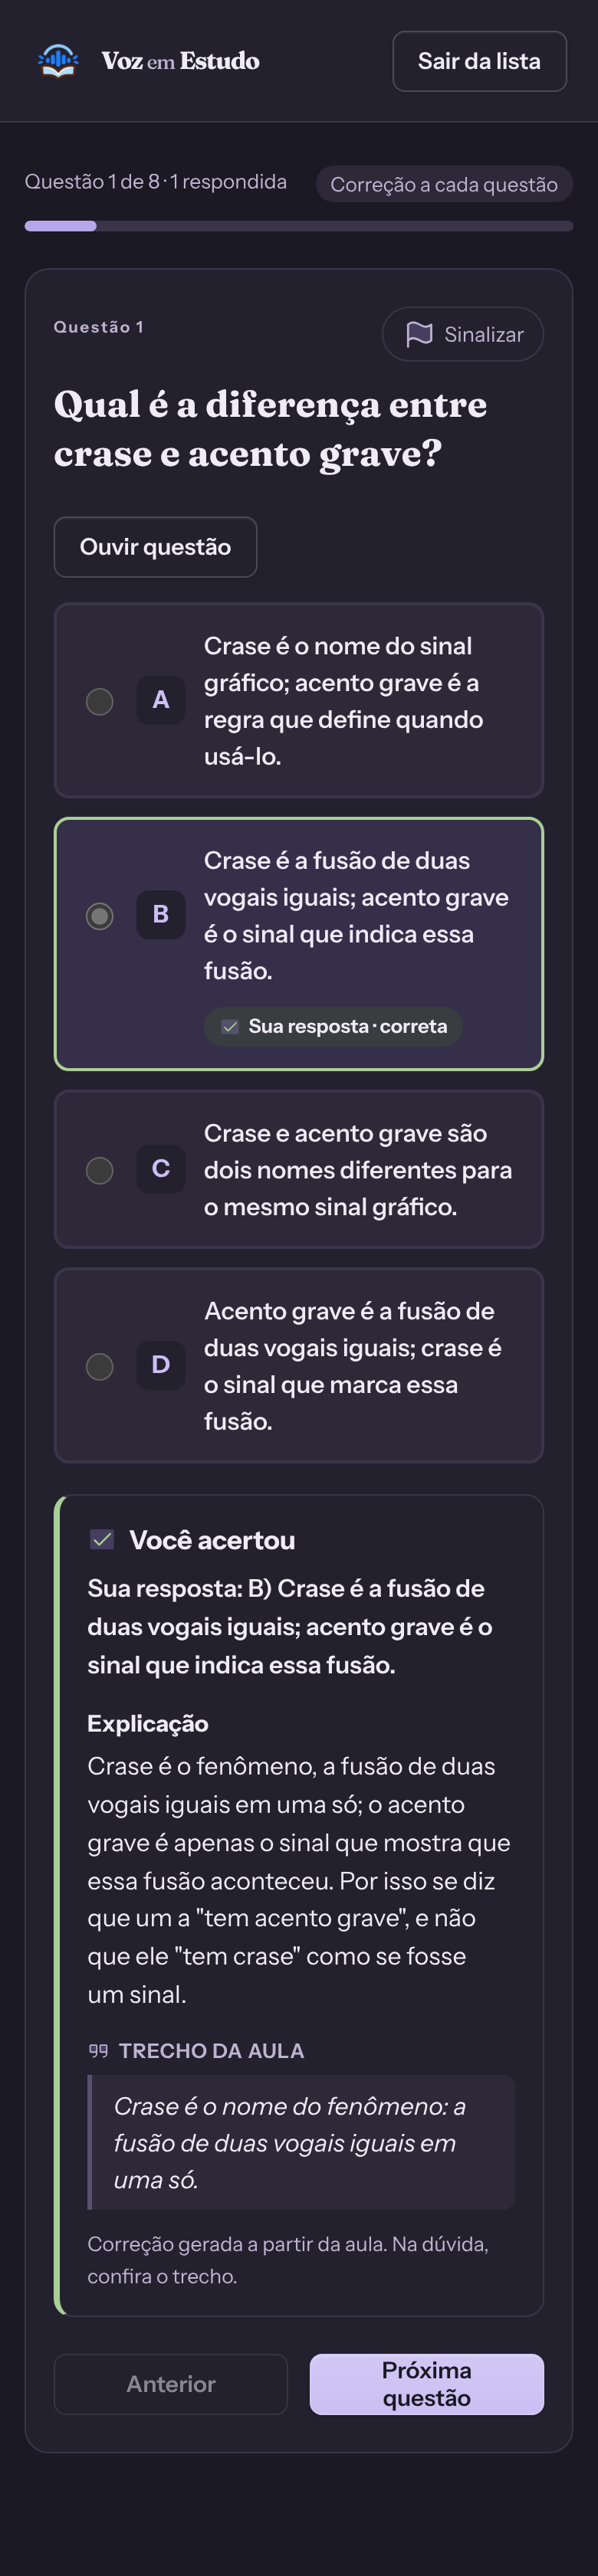 Voz em Estudo
Sair da lista
Questão 1 de 8 · 1 respondida
Correção a cada questão
Questão 1
Sinalizar
Qual é a diferença entre
crase e acento grave?
Ouvir questão
A
Crase é o nome do sinal
gráfico; acento grave é a
regra que define quando
usá-lo.
B
Crase é a fusão de duas
vogais iguais; acento grave
é o sinal que indica essa
fusão.
Sua resposta · correta
C
Crase e acento grave são
dois nomes diferentes para
o mesmo sinal gráfico.
D
Acento grave é a fusão de
duas vogais iguais; crase é
o sinal que marca essa
fusão.
Você acertou
Sua resposta: B) Crase é a fusão de
duas vogais iguais; acento grave é o
sinal que indica essa fusão.
Explicação
Crase é o fenômeno, a fusão de duas
vogais iguais em uma só; o acento
grave é apenas o sinal que mostra que
essa fusão aconteceu. Por isso se diz
que um a "tem acento grave", e não
que ele "tem crase" como se fosse
um sinal.
TRECHO DA AULA
Crase é o nome do fenômeno: a
fusão de duas vogais iguais em
uma só.
Correção gerada a partir da aula. Na dúvida,
confira o trecho.
Anterior
Próxima
questão